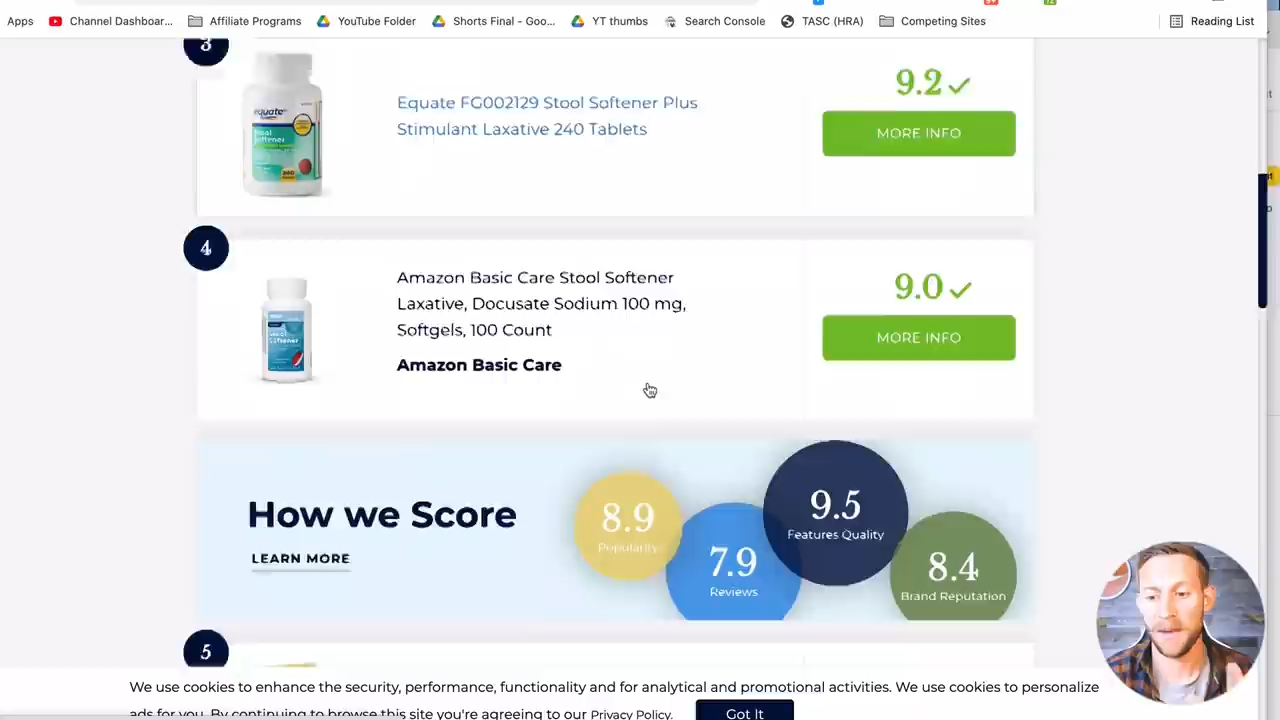 Apps
Channel Dashboar...
Affiliate Programs
YouTube Folder
Shorts Final - Goo...
YT thumbs
Search Console
TASC (HRA)
Competing Sites
Reading List
3
equate
Stool Softener
Equate FG002129 Stool Softener Plus
Stimulant Laxative 240 Tablets
9.2
MORE INFO
4
Softener
Amazon Basic Care Stool Softener
Laxative, Docusate Sodium 100 mg,
Softgels, 100 Count
Amazon Basic Care
9.0
MORE INFO
How we Score
LEARN MORE
8.9
Popularity
7.9
Reviews
9.5
Features Quality
8.4
Brand Reputation
5
We use cookies to enhance the security, performance, functionality and for analytical and promotional activities. We use cookies to personalize
ads for you. By continuing to browse this site you're agreeing to our Privacy Policy.
Got It